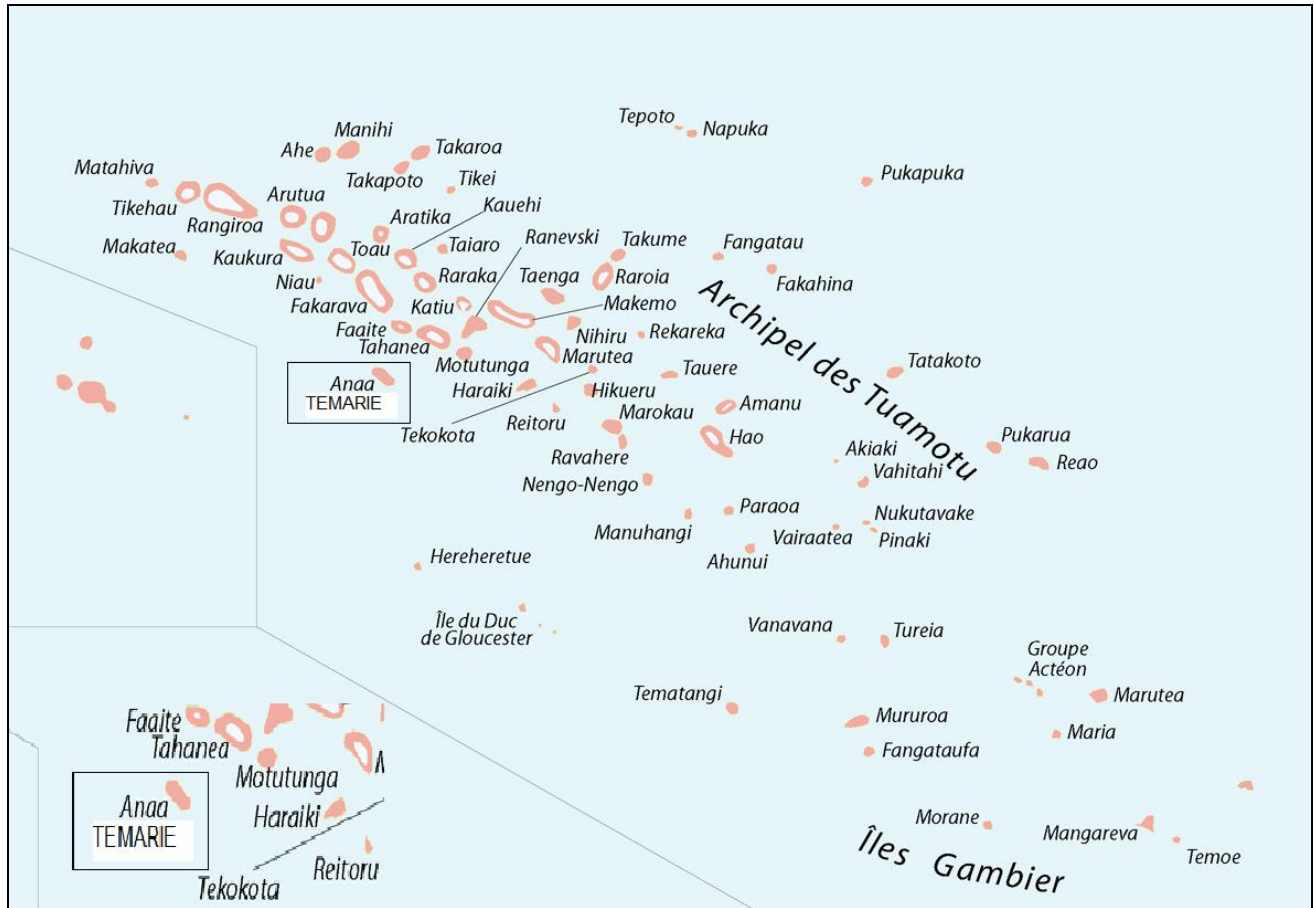 Tepoto
Napuka
Manihi
Ahe
Takaroa
Matahiva
Takapoto
Tikei
Pukapuka
Tikehau
Arutua
Kauehi
Rangiroa
Aratika
Makatea
Kaukura
Toau
Taiaro
Ranevski
Takume
Fangatau
Niau
Raraka
Taenga
Raroia
Fakahina
Fakarava
Katiu
Makemo
Archipel des Tuamotu
Faaite
Nihiru
Rekareka
Tahanea
Marutea
Motutunga
Tauere
Tatakoto
Anaa
TEMARIE
Haraiki
Hikueru
Amanu
Tekokota
Reitoru
Marokau
Hao
Pukarua
Ravahere
Akiaki
Reao
Nengo-Nengo
Vahitahi
Manuhangi
Paraoa
Nukutavake
Vairaatea
Pinaki
Ahunui
Hereheretue
Île du Duc
de Gloucester
Vanavana
Tureia
Groupe
Actéon
Tematangi
Marutea
Mururoa
Maria
Fangataufa
Morane
Mangareva
Temoe
Îles Gambier
Faaite
Tahanea
Motutunga
Anaa
TEMARIE
Haraiki
Tekokota
Reitoru